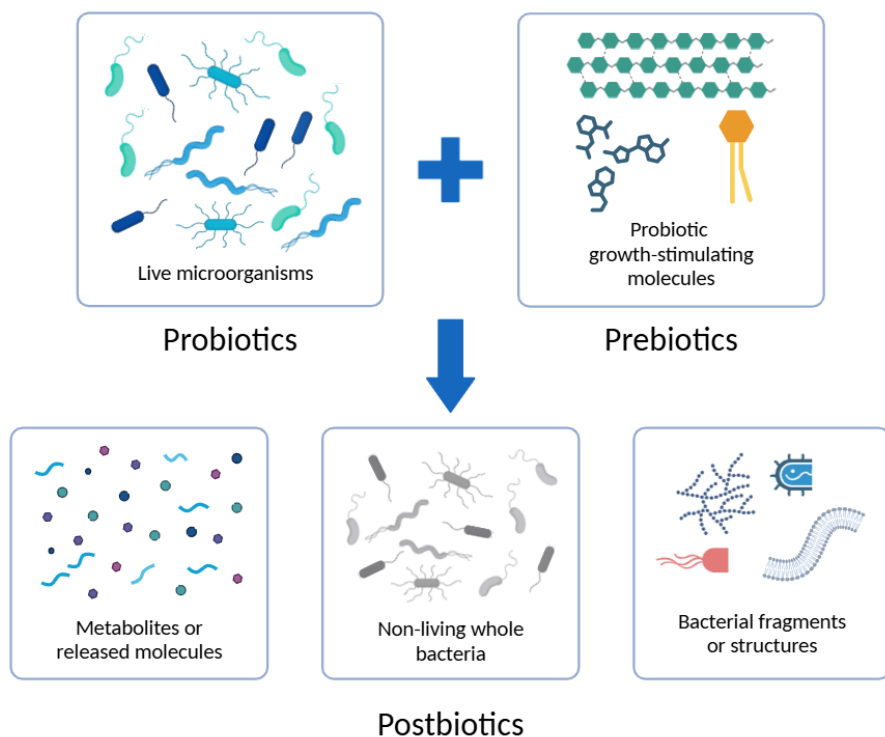 Live microorganisms
Probiotic
growth-stimulating
molecules
Probiotics
Prebiotics
Metabolites or
released molecules
Non-living whole
bacteria
Bacterial fragments
or structures
Postbiotics